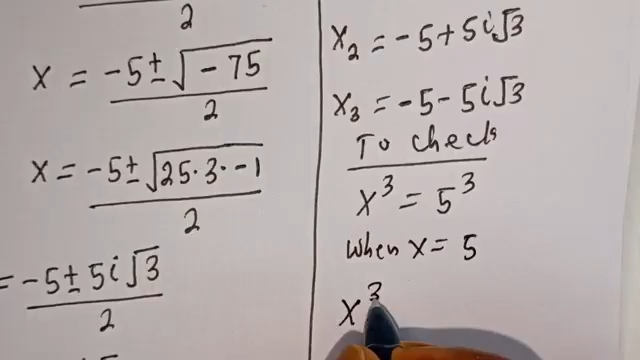 2
X = -5 ± √-75
2
X = -5 ± √25·3·-1
2
= -5 ± 5i√3
2
X₂ = -5 + 5i√3
X₃ = -5 - 5i√3
To check
X³ = 5³
When X = 5
X³